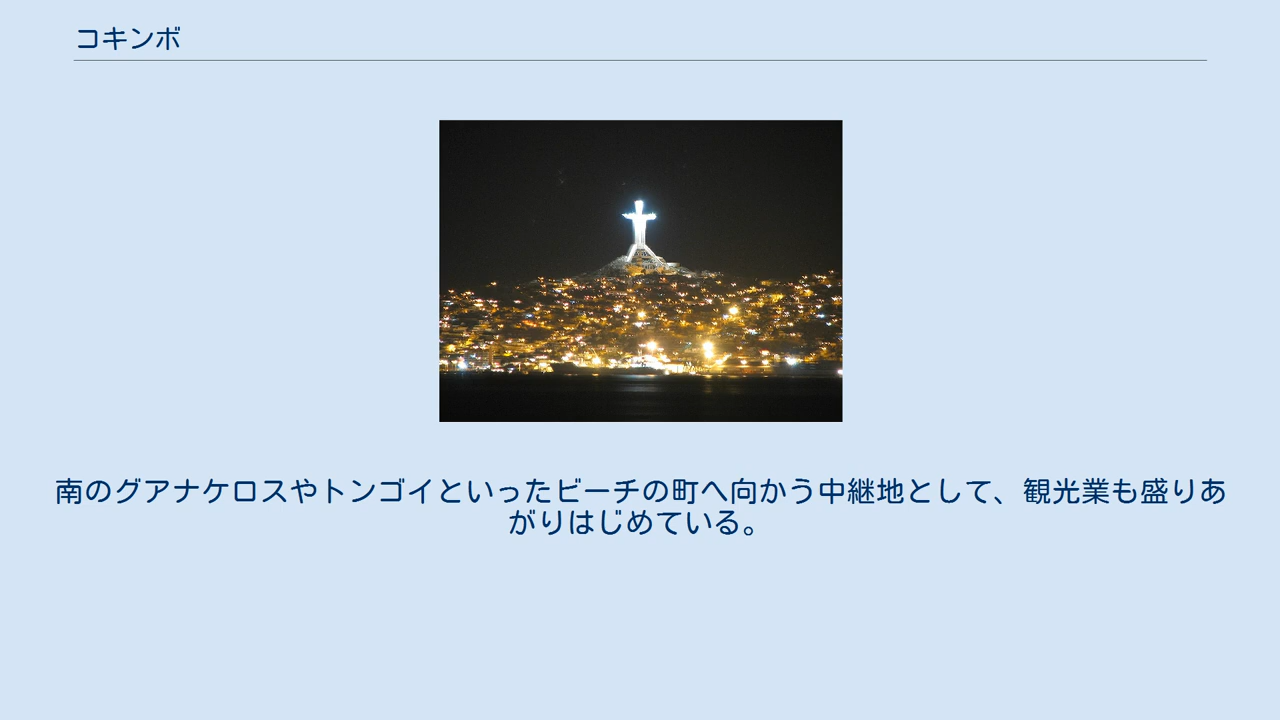 コキンボ
南のグアナケロスやトンゴイといったビーチの町へ向かう中継地として、観光業も盛りあ
がりはじめている。